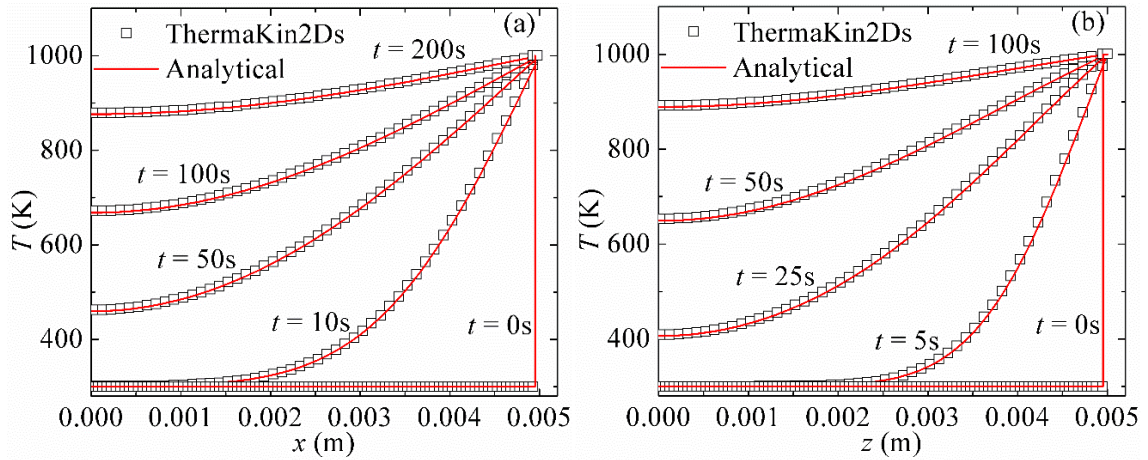 (a)
ThermaKin2Ds
Analytical
t = 200s
t = 100s
t = 50s
t = 10s
t = 0s
1000
800
600
400
T (K)
0.000 0.001 0.002 0.003 0.004 0.005
x (m)
(b)
ThermaKin2Ds
Analytical
t = 100s
t = 50s
t = 25s
t = 5s
t = 0s
1000
800
600
400
T (K)
0.000 0.001 0.002 0.003 0.004 0.005
z (m)